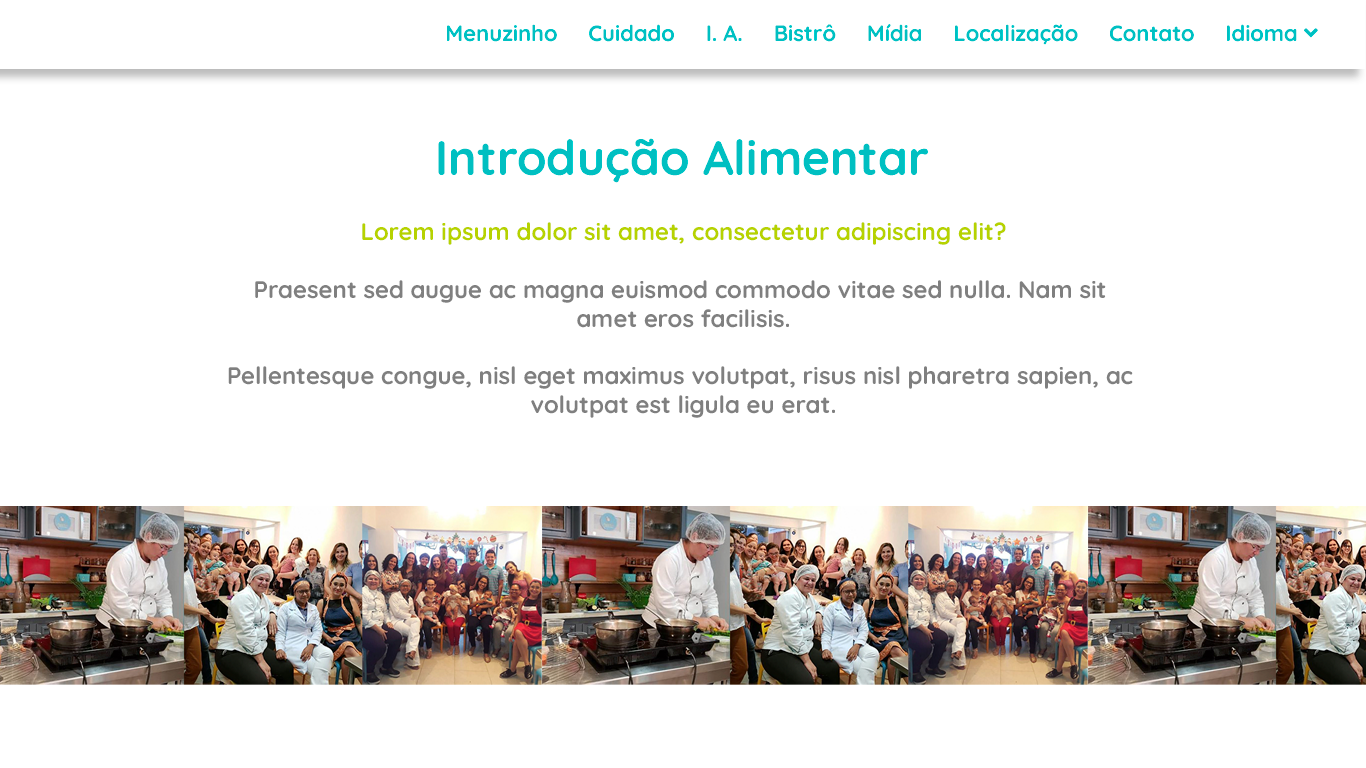 Menuzinho Cuidado I. A. Bistrô Mídia Localização Contato Idioma
Introdução Alimentar
Lorem ipsum dolor sit amet, consectetur adipiscing elit?
Praesent sed augue ac magna euismod commodo vitae sed nulla. Nam sit
amet eros facilisis.
Pellentesque congue, nisl eget maximus volutpat, risus nisl pharetra sapien, ac
volutpat est ligula eu erat.